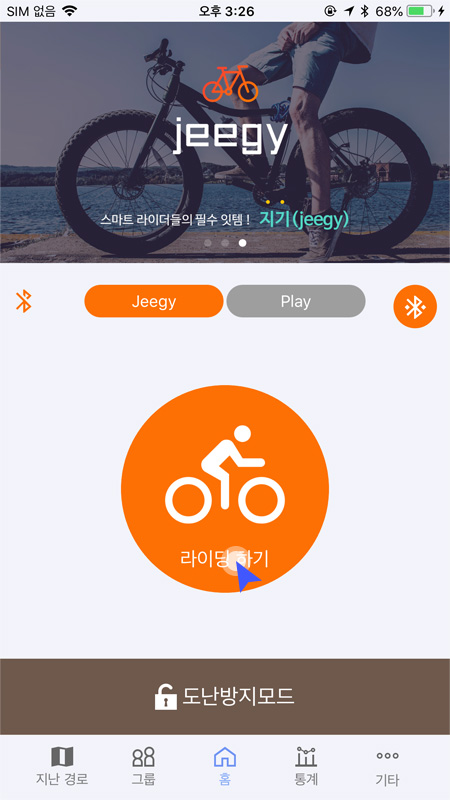 SIM 없음 오후 3:26 68%
jeegy
스마트 라이더들의 필수 잇템 ! 지기(jeegy)
Jeegy Play
라이딩 하기
도난방지모드
지난 경로 그룹 홈 통계 기타